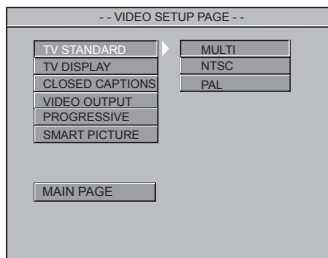 - - VIDEO SETUP PAGE - -
TV STANDARD
MULTI
TV DISPLAY
NTSC
CLOSED CAPTIONS
PAL
VIDEO OUTPUT
PROGRESSIVE
SMART PICTURE
MAIN PAGE